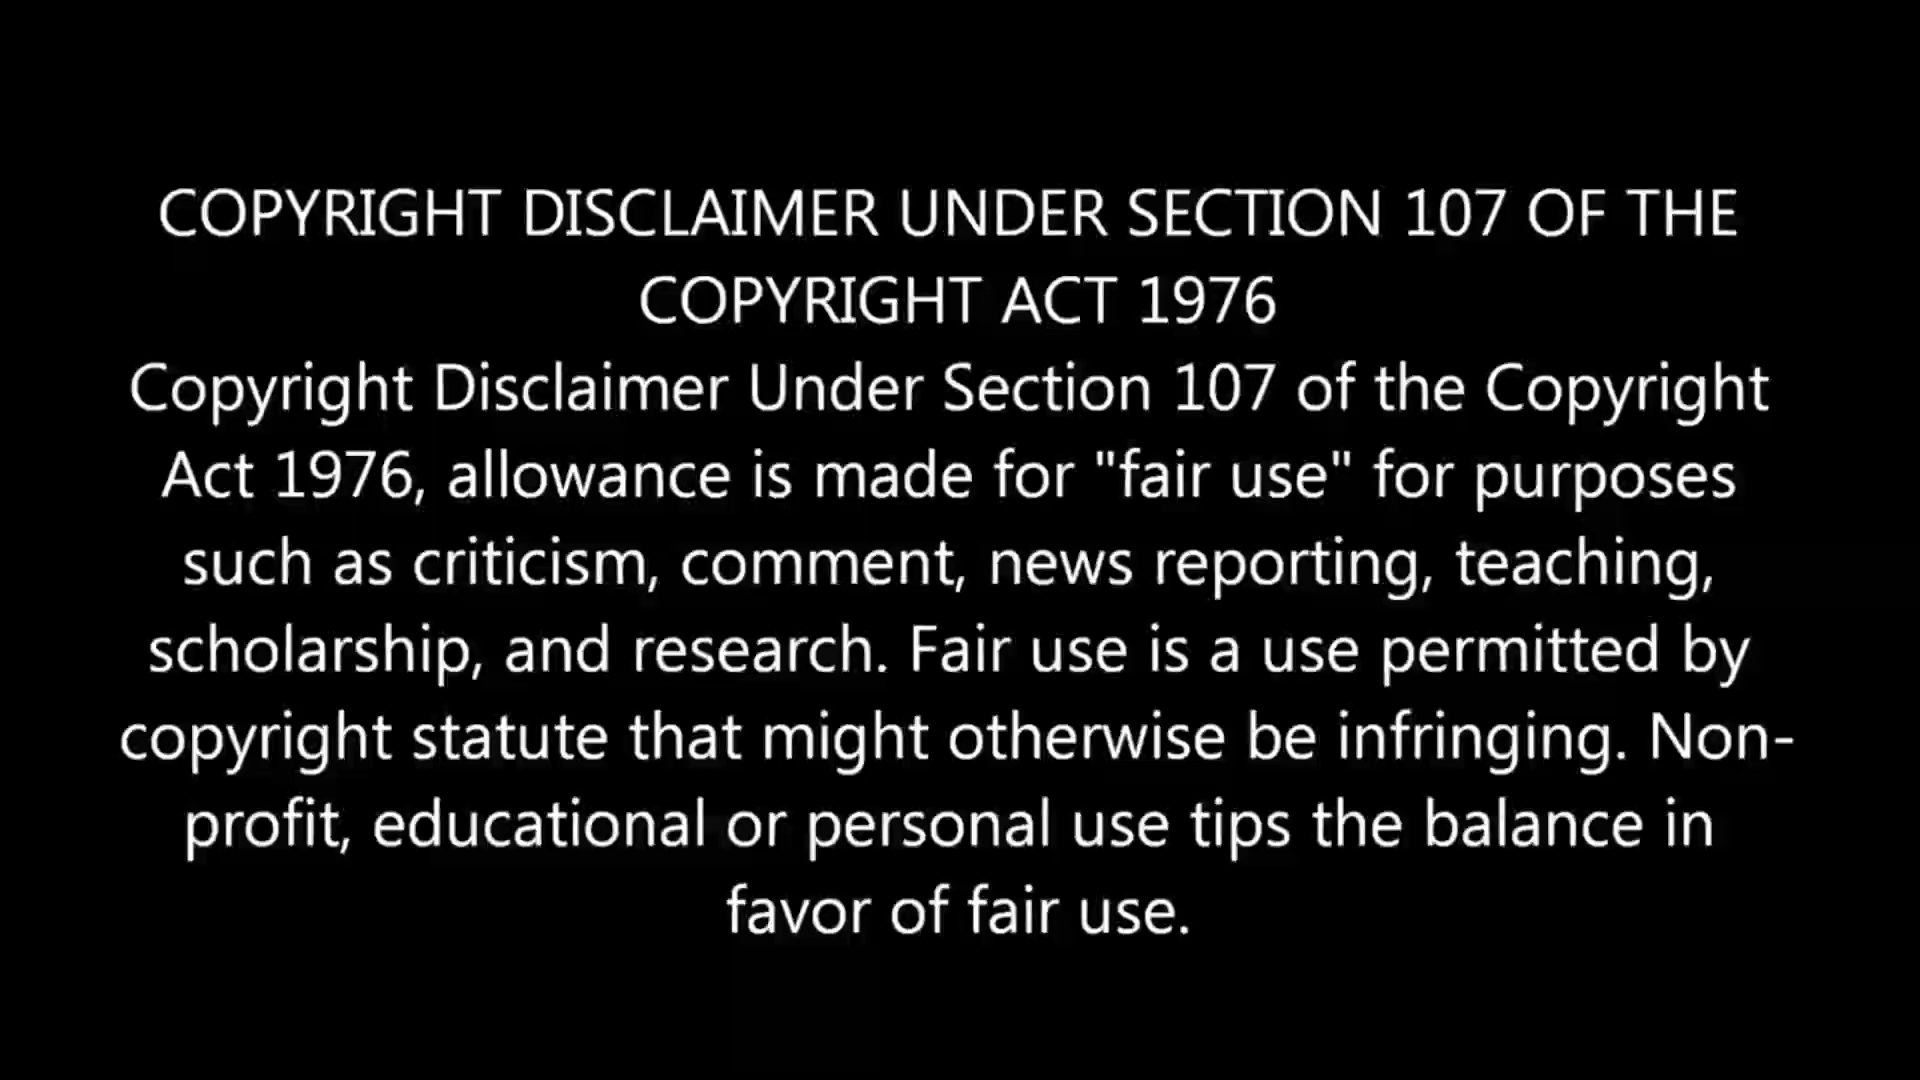 COPYRIGHT DISCLAIMER UNDER SECTION 107 OF THE
COPYRIGHT ACT 1976
Copyright Disclaimer Under Section 107 of the Copyright
Act 1976, allowance is made for "fair use" for purposes
such as criticism, comment, news reporting, teaching,
scholarship, and research. Fair use is a use permitted by
copyright statute that might otherwise be infringing. Non-
profit, educational or personal use tips the balance in
favor of fair use.